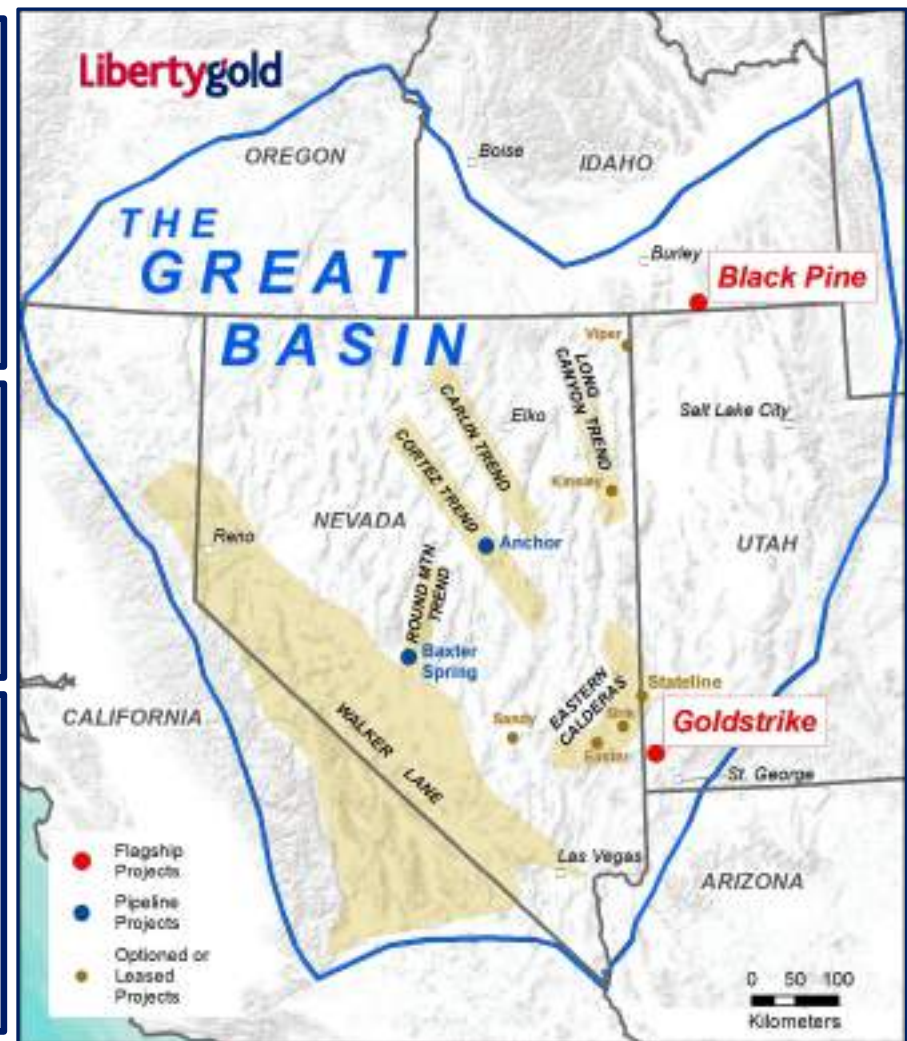 Libertygold
OREGON
Boise
IDAHO
THE
GREAT
BASIN
Burley
Black Pine
Viper
LONG
CANYON TREND
CARLIN TREND
Elko
Salt Lake City
CORTEZ TREND
Kinsley
NEVADA
Reno
Anchor
UTAH
ROUND MTN.
TREND
Baxter
Spring
Stateline
EASTERN
CALDERAS
CALIFORNIA
Sandy
Easter
Goldstrike
WALKER LANE
St. George
Las Vegas
ARIZONA
Flagship
Projects
Pipeline
Projects
Optioned or
Leased
Projects
0 50 100
Kilometers